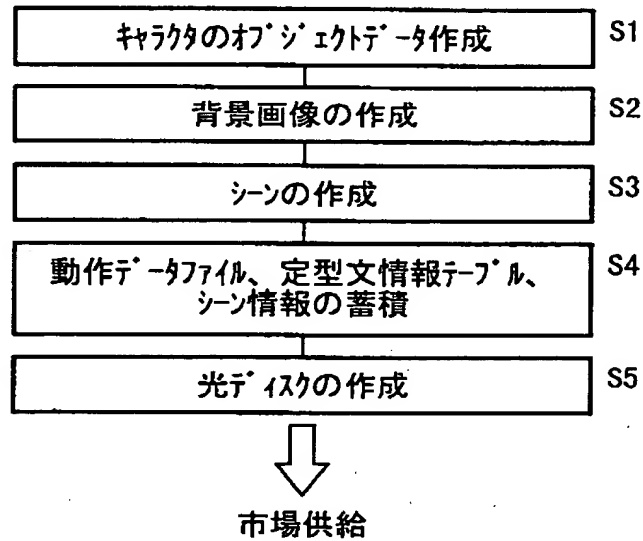 キャラクタのオブジェクトデータ作成 S1
背景画像の作成 S2
シーンの作成 S3
動作データファイル、定型文情報テーブル、 S4
シーン情報の蓄積
光ディスクの作成 S5
市場供給